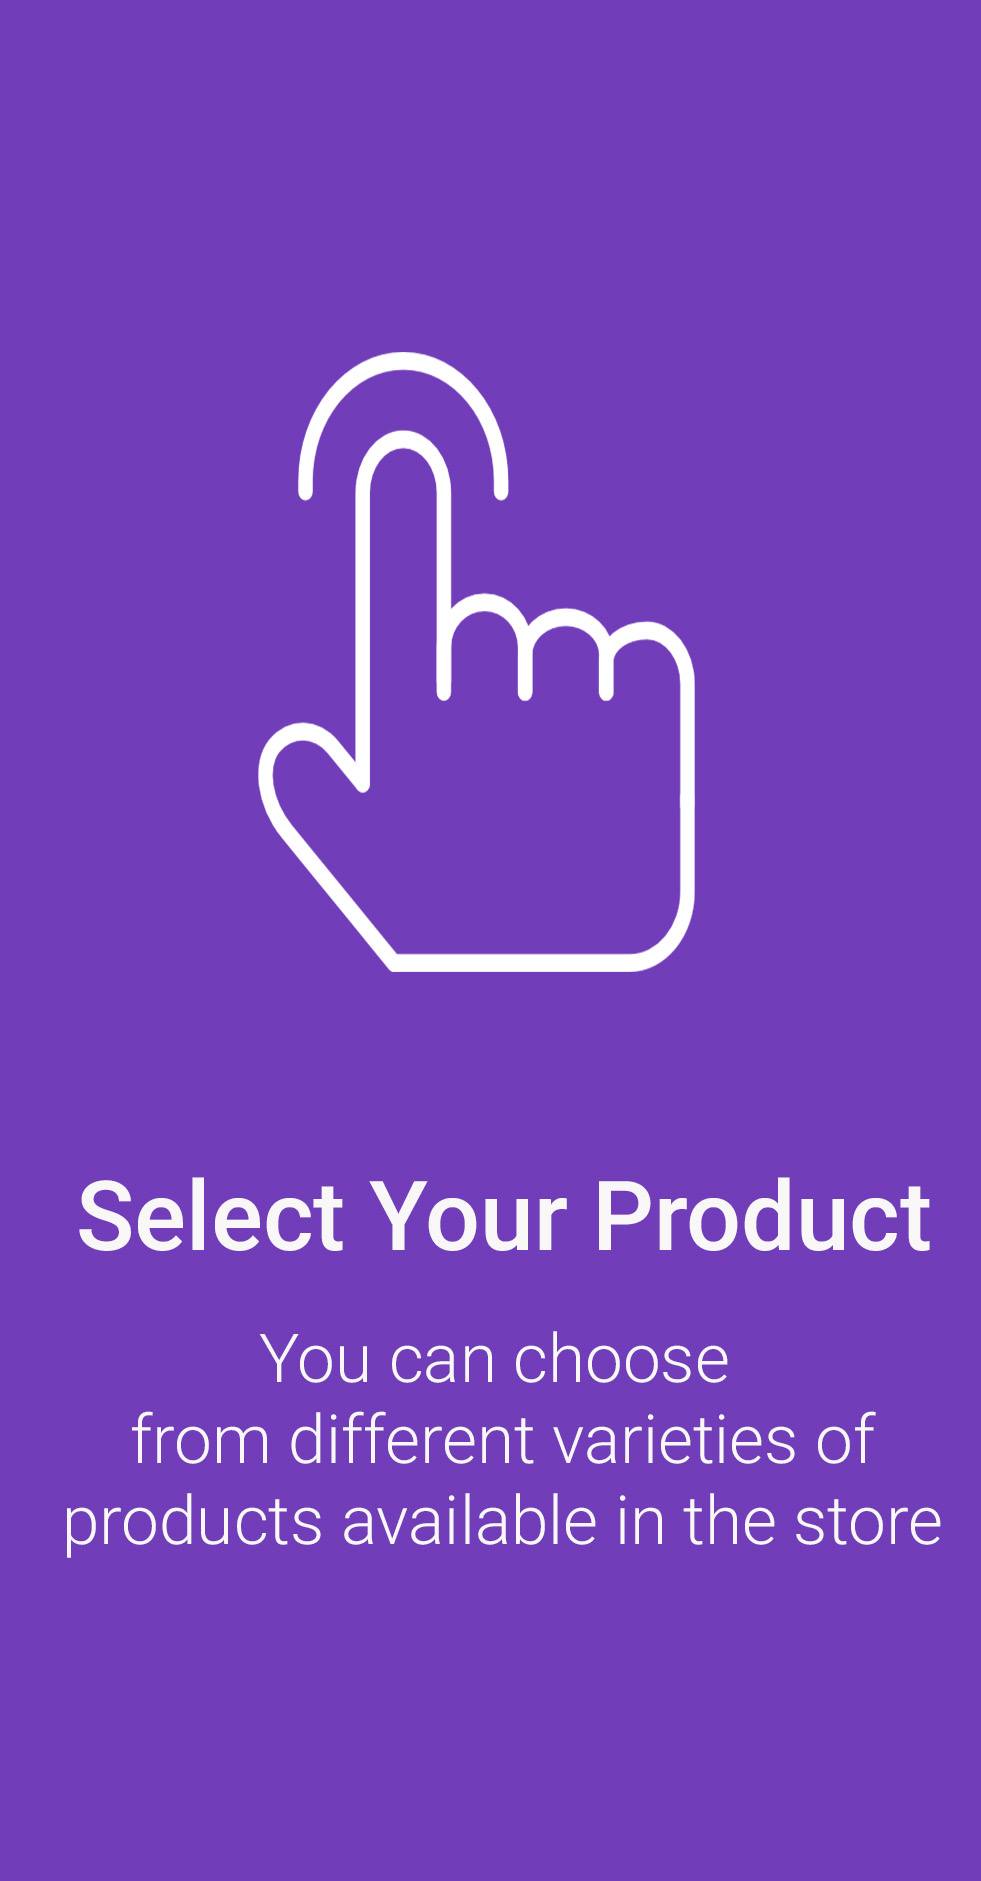 Select Your Product
You can choose
from different varieties of
products available in the store